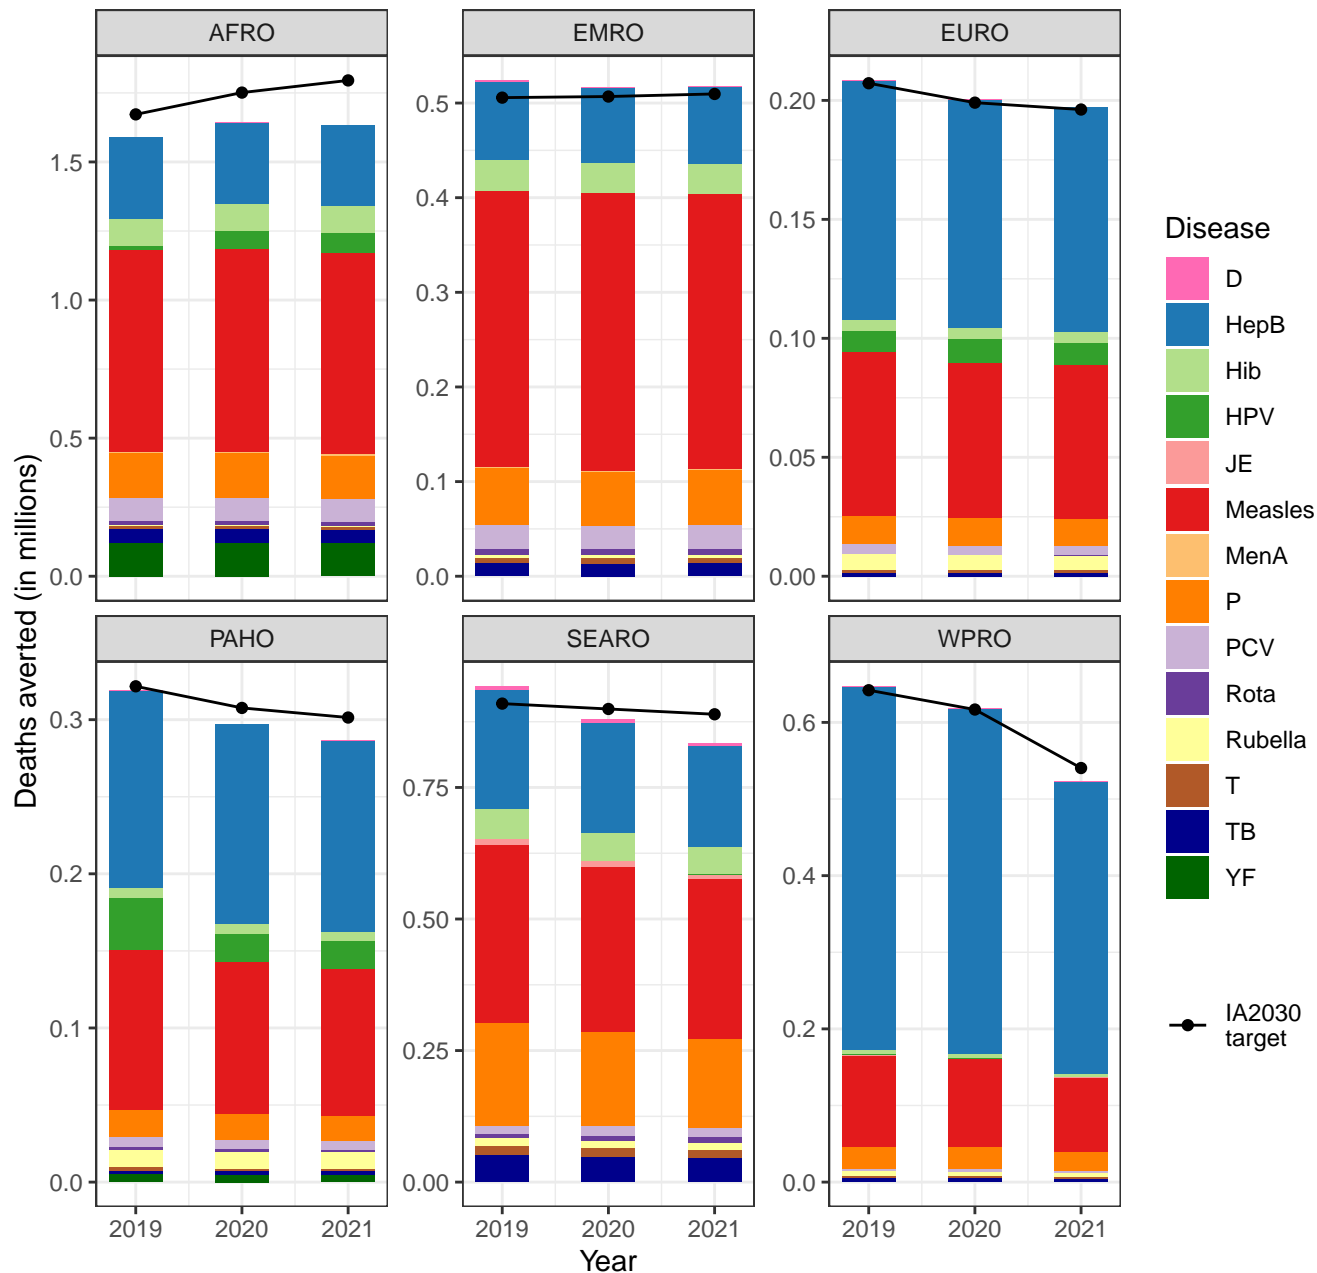 AFRO
EMRO
EURO
Deaths averted (in millions)
1.5
1.0
0.5
0.0
0.5
0.4
0.3
0.2
0.1
0.0
0.20
0.15
0.10
0.05
0.00
PAHO
SEARO
WPRO
0.3
0.2
0.1
0.0
0.75
0.50
0.25
0.00
0.6
0.4
0.2
0.0
2019 2020 2021
2019 2020 2021
2019 2020 2021
Year
Disease
D
HepB
Hib
HPV
JE
Measles
MenA
P
PCV
Rota
Rubella
T
TB
YF
IA2030
target